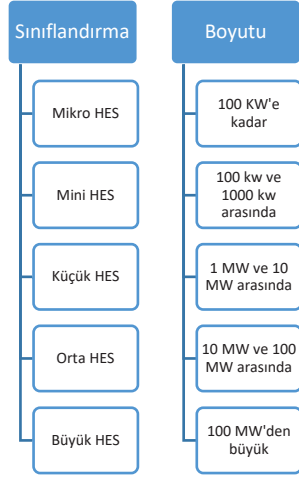 Sınıflandırma
Mikro HES
Mini HES
Küçük HES
Orta HES
Büyük HES
Boyutu
100 KW'e
kadar
100 kw ve
1000 kw
arasında
1 MW ve 10
MW arasında
10 MW ve 100
MW arasında
100 MW'den
büyük